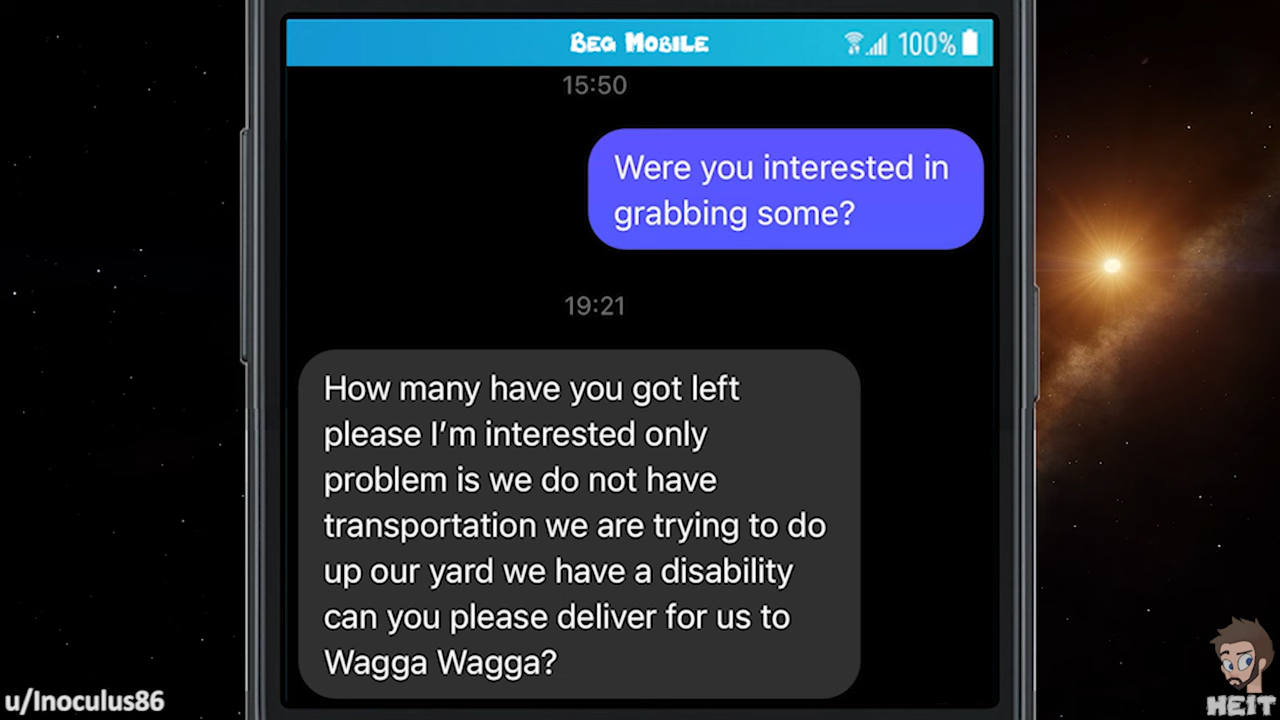 BEG MOBILE
100%
15:50
Were you interested in
grabbing some?
19:21
How many have you got left
please I’m interested only
problem is we do not have
transportation we are trying to do
up our yard we have a disability
can you please deliver for us to
Wagga Wagga?
u/Inoculus86
HEIT